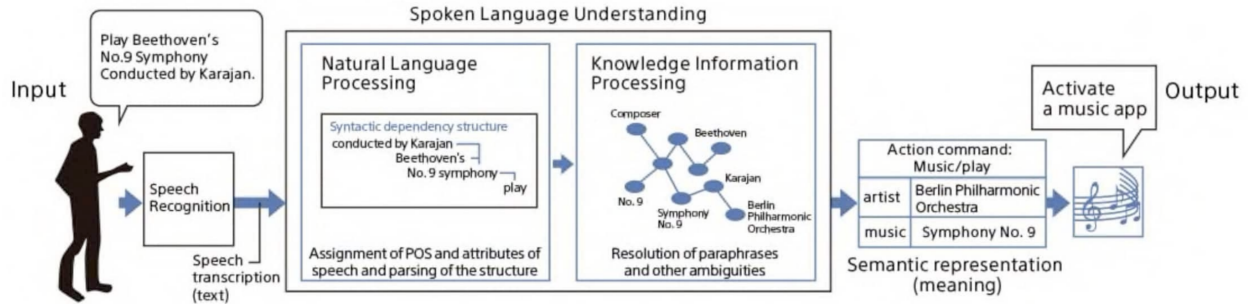 Spoken Language Understanding
Input
Play Beethoven's
No.9 Symphony
Conducted by Karajan.
Speech
Recognition
Speech
transcription
(text)
Natural Language
Processing
Syntactic dependency structure
conducted by Karajan
Beethoven's
No. 9 symphony
play
Assignment of POS and attributes of
speech and parsing of the structure
Knowledge Information
Processing
Composer
Beethoven
Karajan
No. 9
Symphony
No. 9
Berlin
Philharmonic
Orchestra
Resolution of paraphrases
and other ambiguities
Action command:
Music/play
artist
Berlin Philharmonic
Orchestra
music
Symphony No. 9
Semantic representation
(meaning)
Activate
a music app
Output